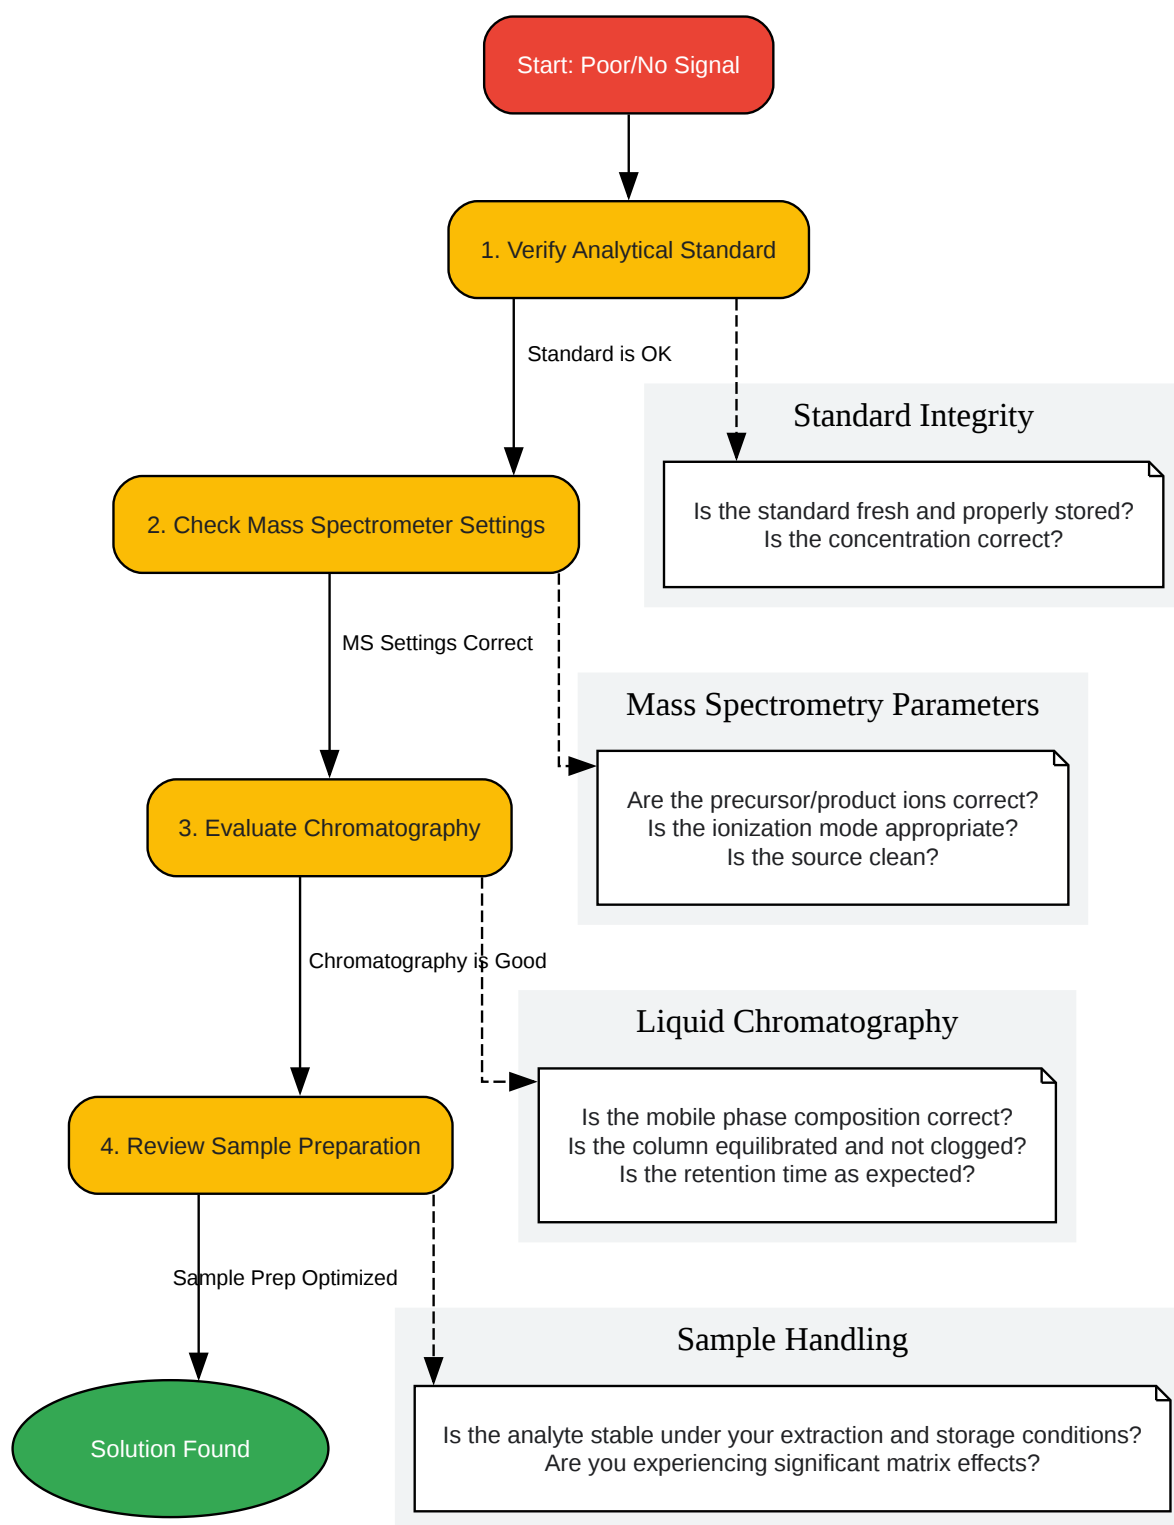 Start: Poor/No Signal
1. Verify Analytical Standard
Standard is OK
Standard Integrity
Is the standard fresh and properly stored?
Is the concentration correct?
2. Check Mass Spectrometer Settings
MS Settings Correct
Mass Spectrometry Parameters
Are the precursor/product ions correct?
Is the ionization mode appropriate?
Is the source clean?
3. Evaluate Chromatography
Chromatography is Good
Liquid Chromatography
Is the mobile phase composition correct?
Is the column equilibrated and not clogged?
Is the retention time as expected?
4. Review Sample Preparation
Sample Prep Optimized
Sample Handling
Is the analyte stable under your extraction and storage conditions?
Are you experiencing significant matrix effects?
Solution Found